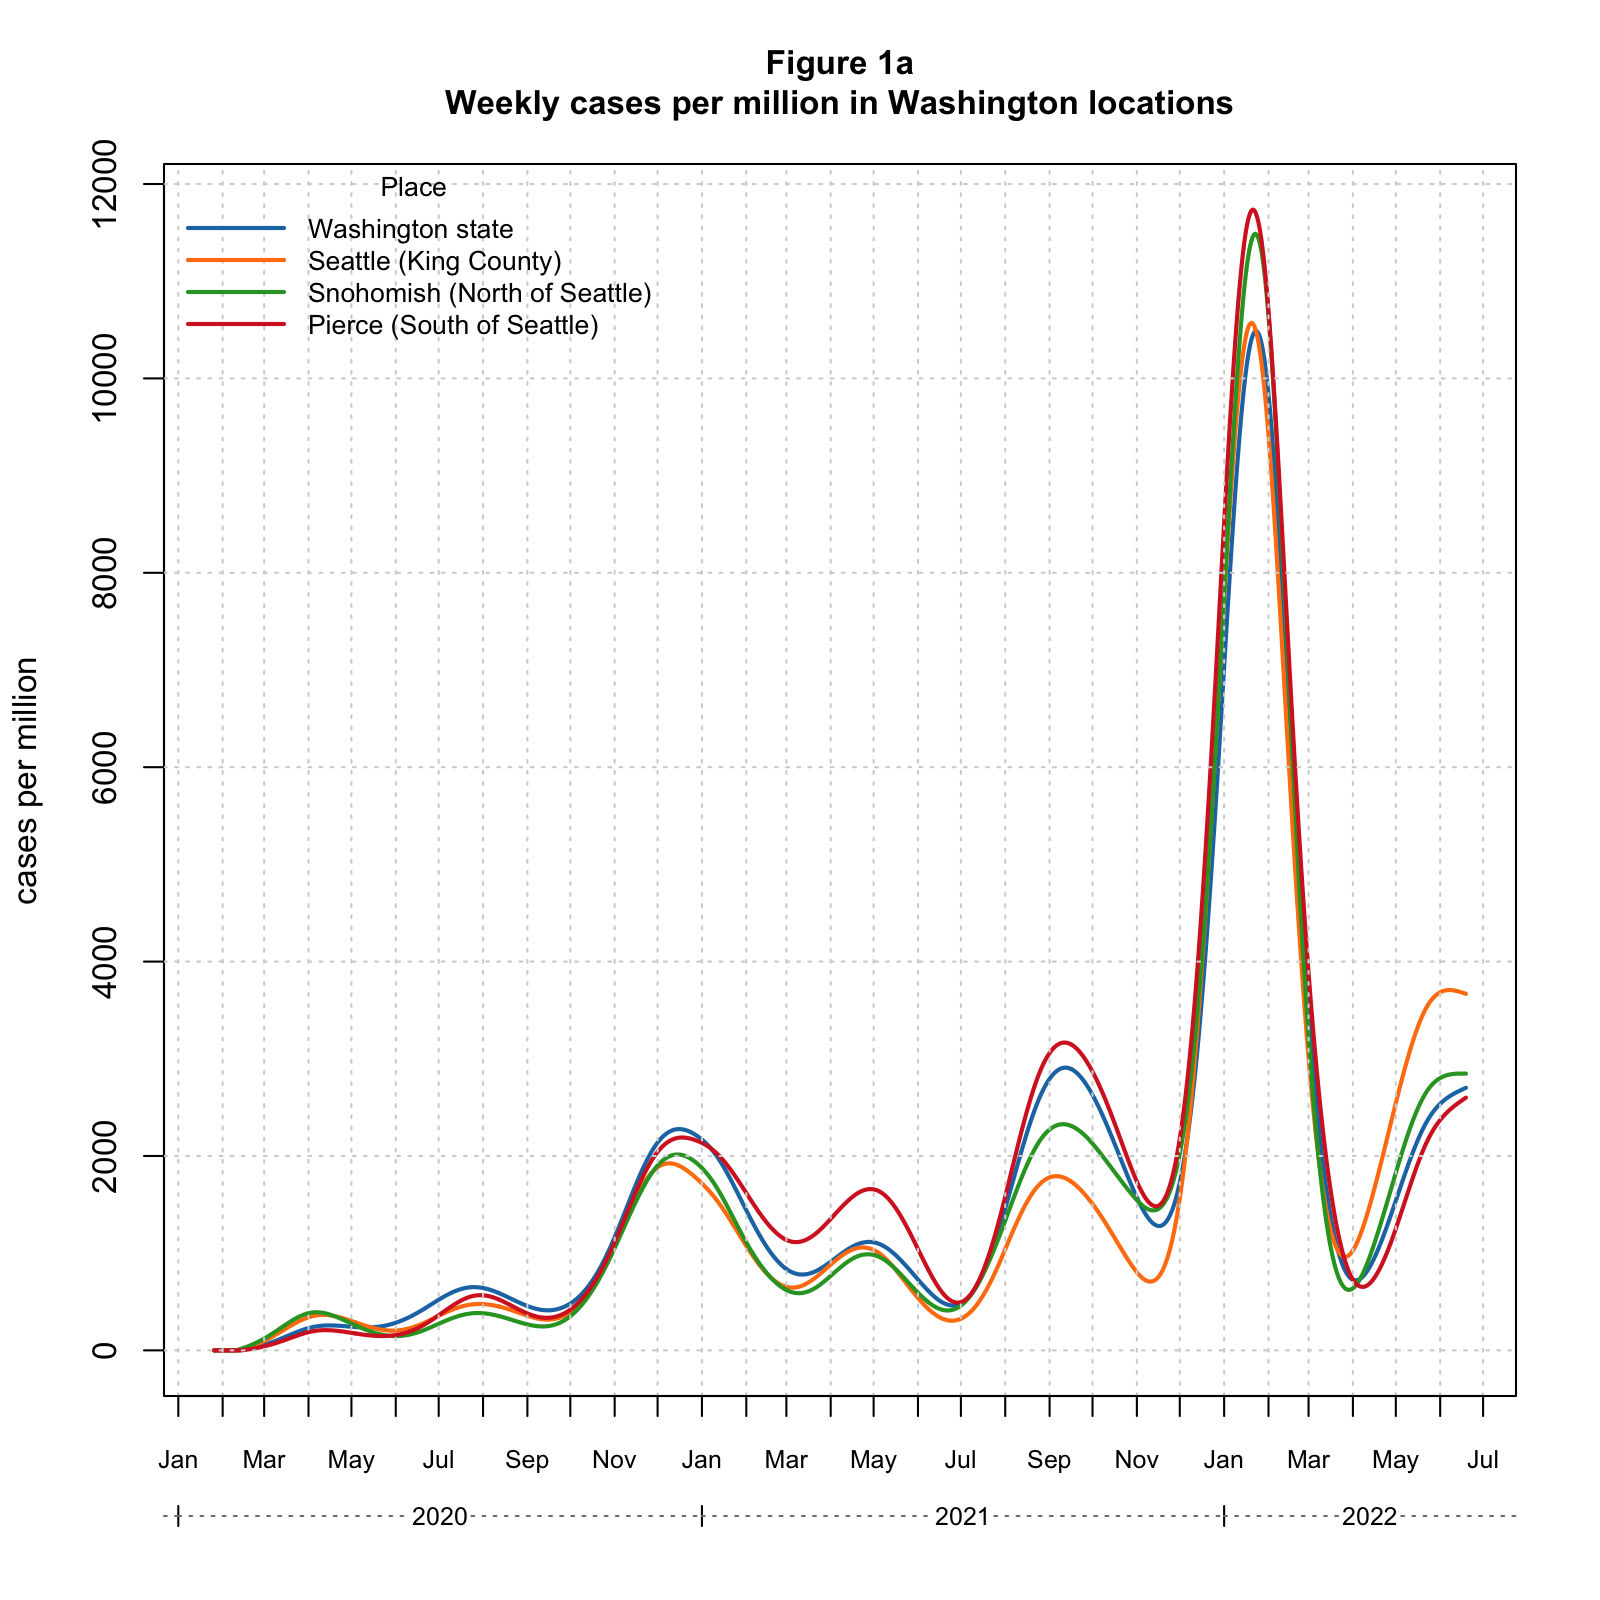 Figure 1a
Weekly cases per million in Washington locations
Place
Washington state
Seattle (King County)
Snohomish (North of Seattle)
Pierce (South of Seattle)
cases per million
12000
10000
8000
6000
4000
2000
0
Jan Mar May Jul Sep Nov Jan Mar May Jul Sep Nov Jan Mar May Jul
2020 2021 2022